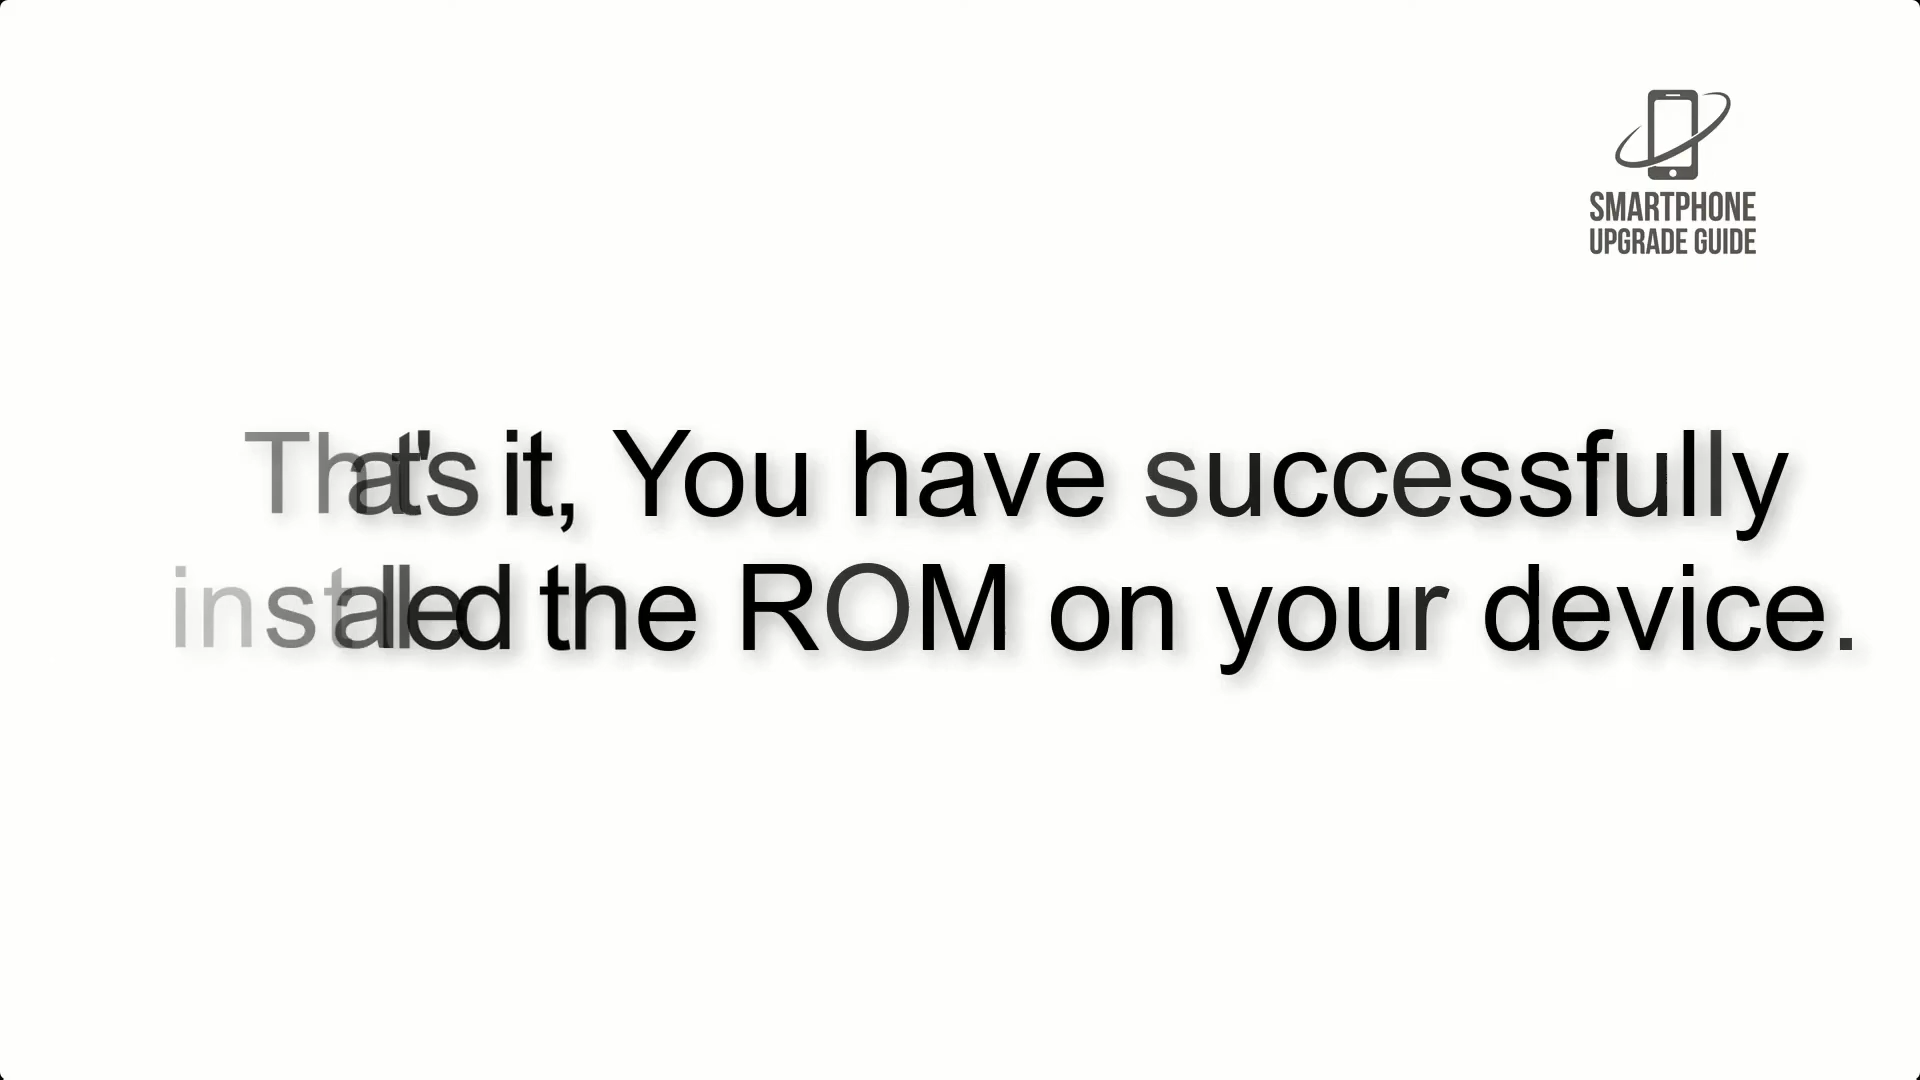 SMARTPHONE
UPGRADE GUIDE
That's it, You have successfully
installed the ROM on your device.